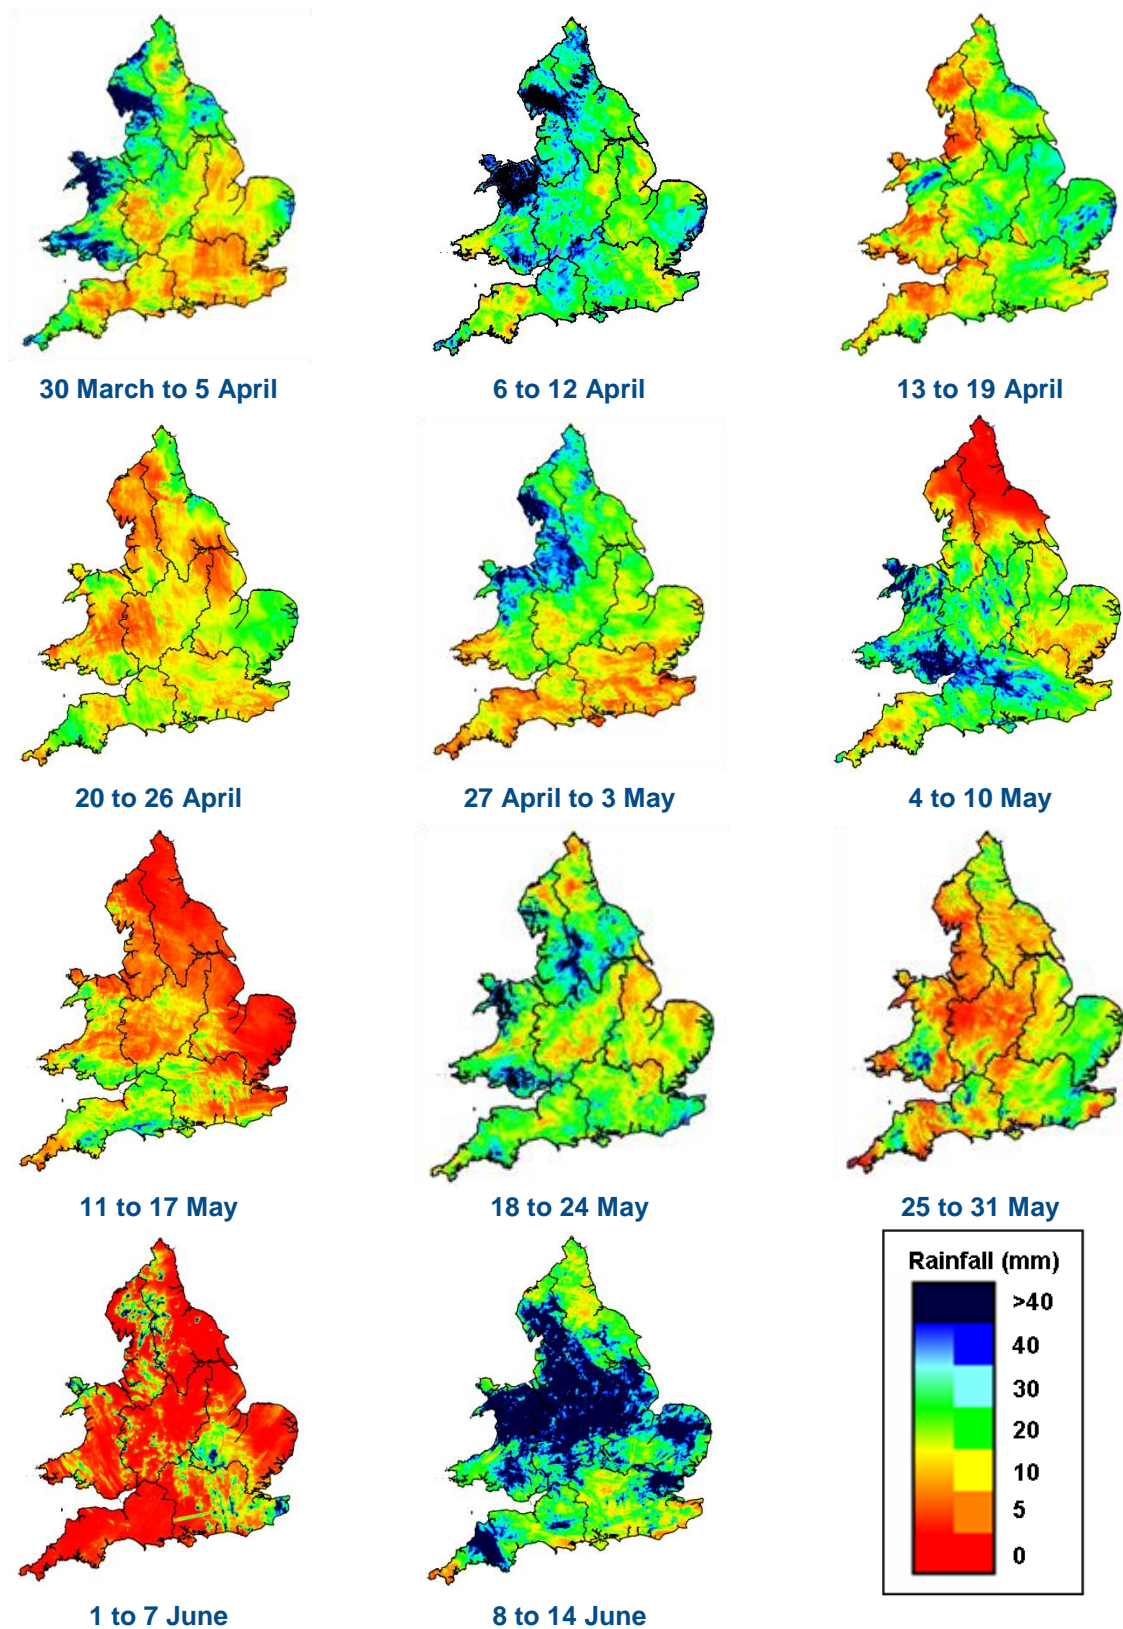 30 March to 5 April
6 to 12 April
13 to 19 April
20 to 26 April
27 April to 3 May
4 to 10 May
11 to 17 May
18 to 24 May
25 to 31 May
Rainfall (mm)
>40
40
30
20
10
5
0
1 to 7 June
8 to 14 June